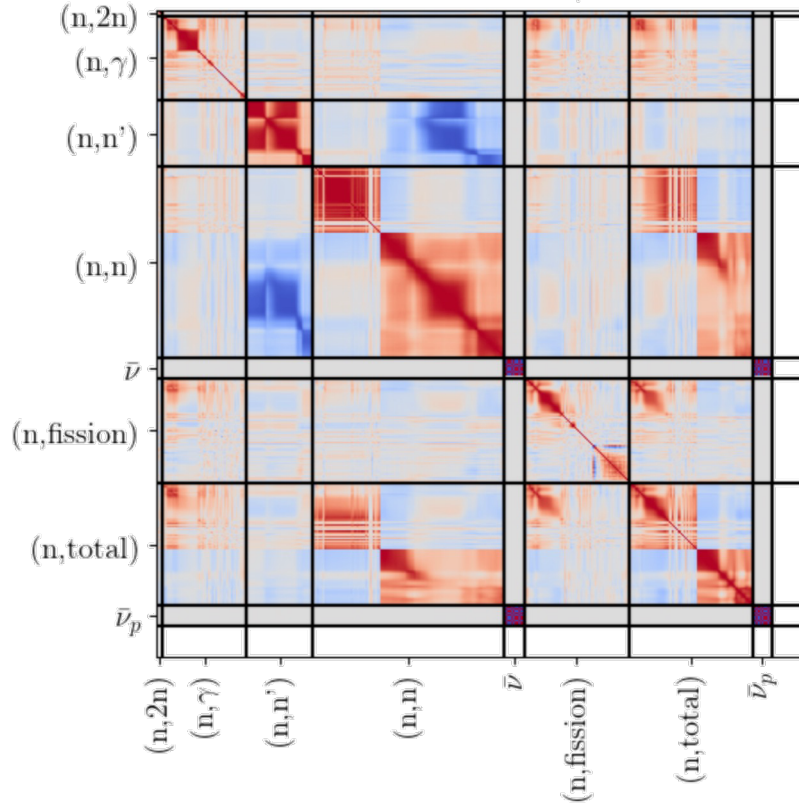 (n,2n)
(n,γ)
(n,n')
(n,n)
ν̄
(n,fission)
(n,total)
ν̄ₚ
(n,2n)
(n,γ)
(n,n')
(n,n)
ν̄
(n,fission)
(n,total)
ν̄ₚ